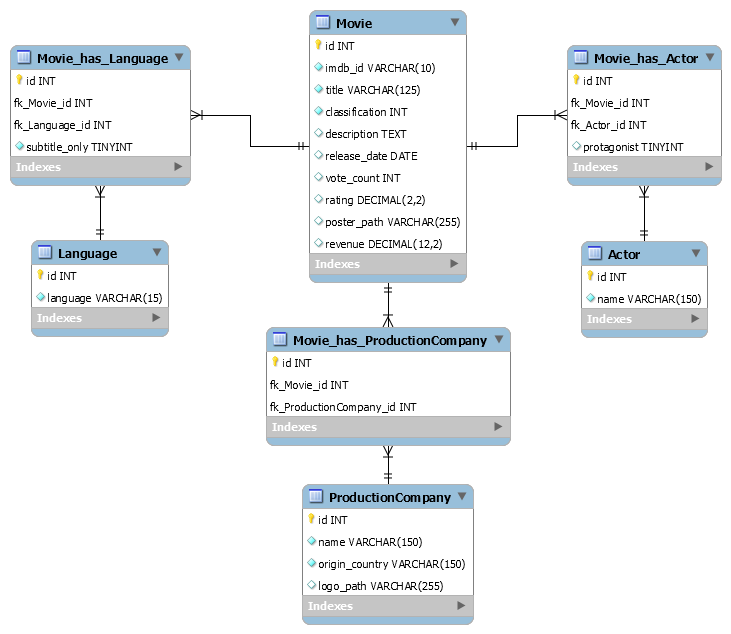 Movie
id INT
imdb_id VARCHAR(10)
title VARCHAR(125)
classification INT
description TEXT
release_date DATE
vote_count INT
rating DECIMAL(2,2)
poster_path VARCHAR(255)
revenue DECIMAL(12,2)
Indexes
Movie_has_Language
id INT
fk_Movie_id INT
fk_Language_id INT
subtitle_only TINYINT
Indexes
Movie_has_Actor
id INT
fk_Movie_id INT
fk_Actor_id INT
protagonist TINYINT
Indexes
Language
id INT
language VARCHAR(15)
Indexes
Actor
id INT
name VARCHAR(150)
Indexes
Movie_has_ProductionCompany
id INT
fk_Movie_id INT
fk_ProductionCompany_id INT
Indexes
ProductionCompany
id INT
name VARCHAR(150)
origin_country VARCHAR(150)
logo_path VARCHAR(255)
Indexes